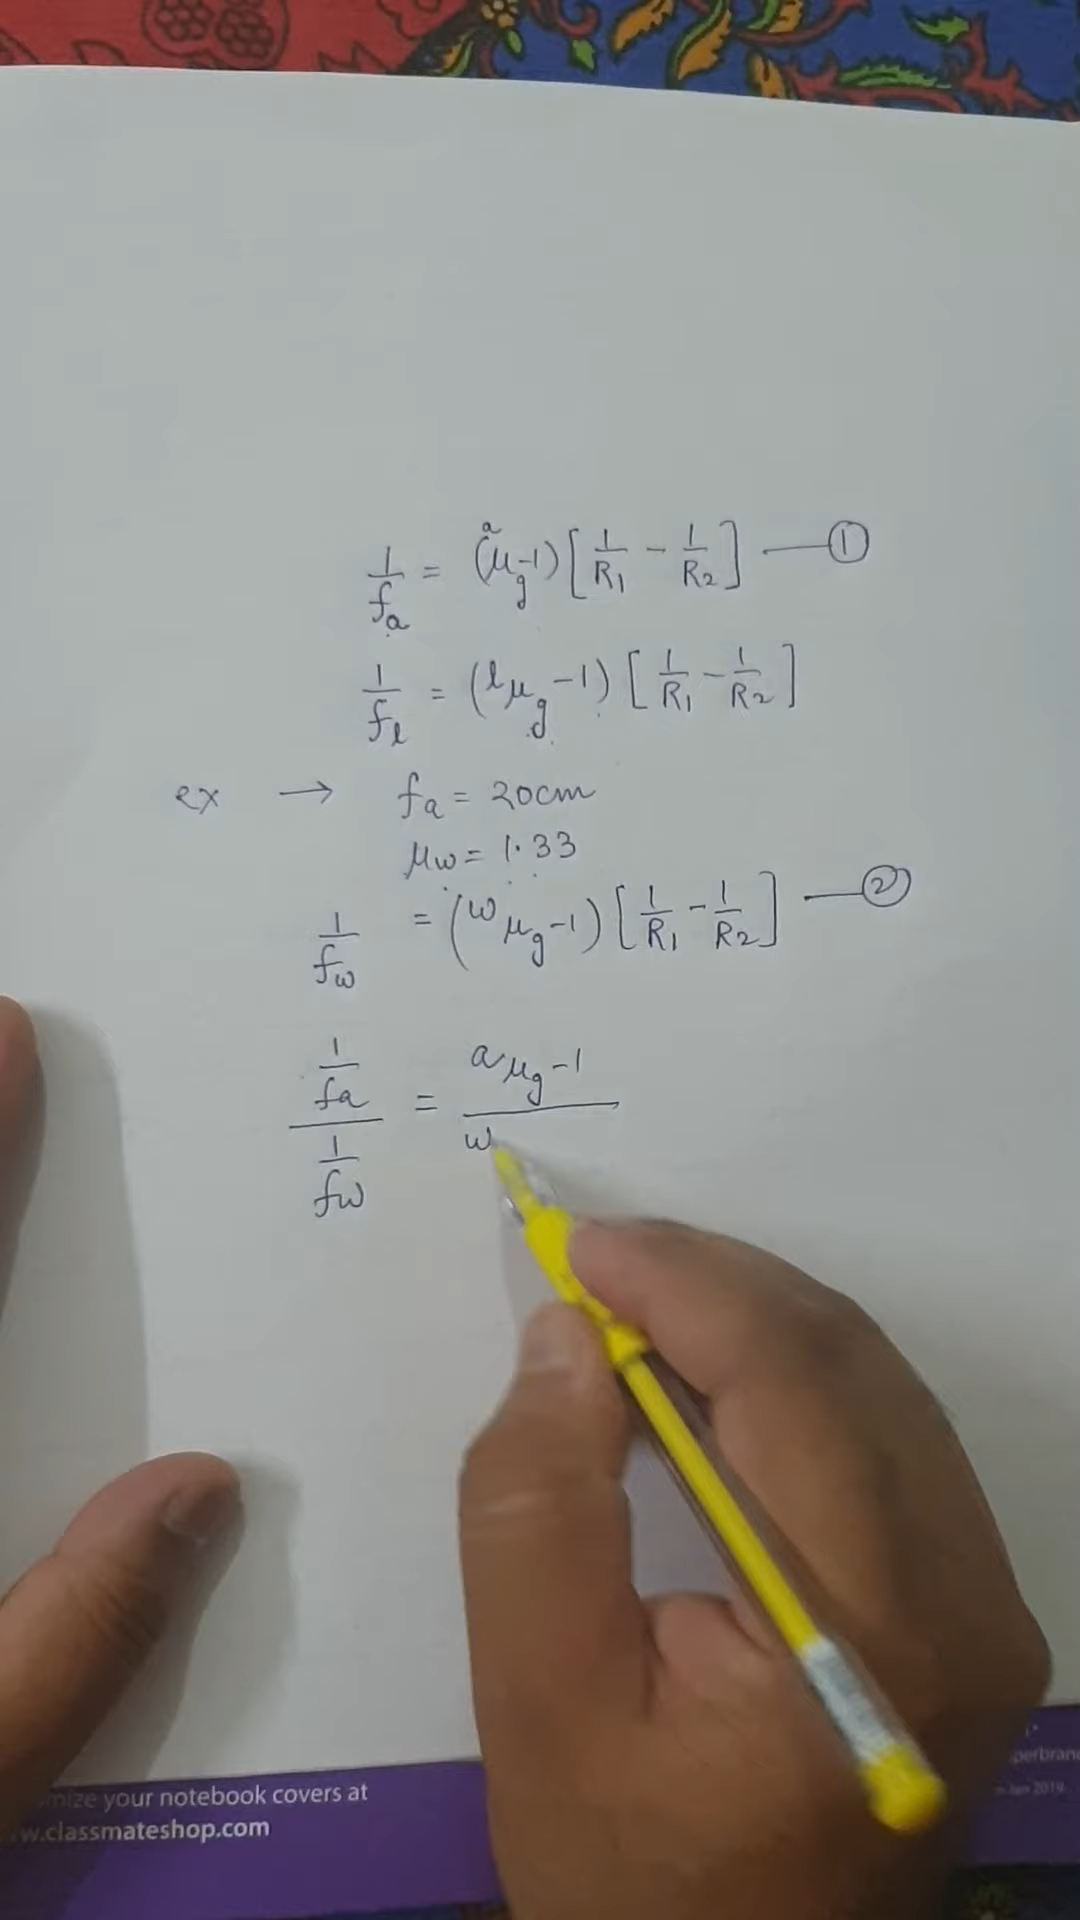 1/fₐ = (ᵃμg-1) [1/R₁ - 1/R₂] —①
1/fₗ = (ˡμg-1) [1/R₁ - 1/R₂]
ex → fₐ = 20cm
μw = 1.33
1/fw = (ʷμg-1) [1/R₁ - 1/R₂] —②
(1/fa)/(1/fw) = (ᵃμg-1)/(w
mize your notebook covers at
w.classmateshop.com